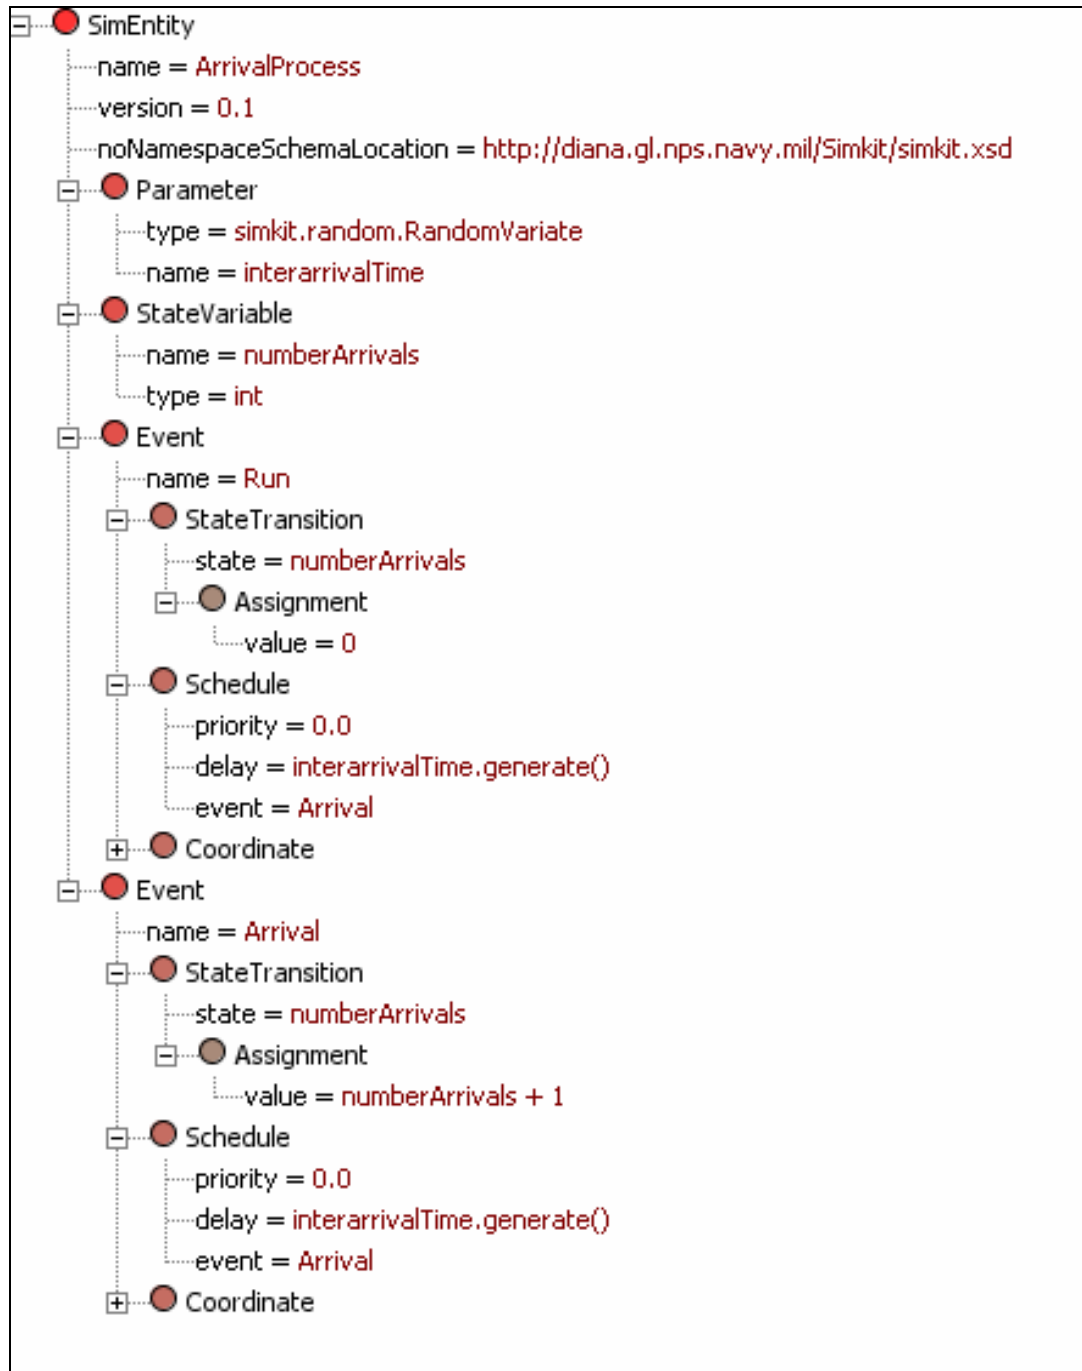 SimEntity
name = ArrivalProcess
version = 0.1
noNamespaceSchemaLocation = http://diana.gl.nps.navy.mil/Simkit/simkit.xsd
Parameter
type = simkit.random.RandomVariate
name = interarrivalTime
StateVariable
name = numberArrivals
type = int
Event
name = Run
StateTransition
state = numberArrivals
Assignment
value = 0
Schedule
priority = 0.0
delay = interarrivalTime.generate()
event = Arrival
Coordinate
Event
name = Arrival
StateTransition
state = numberArrivals
Assignment
value = numberArrivals + 1
Schedule
priority = 0.0
delay = interarrivalTime.generate()
event = Arrival
Coordinate